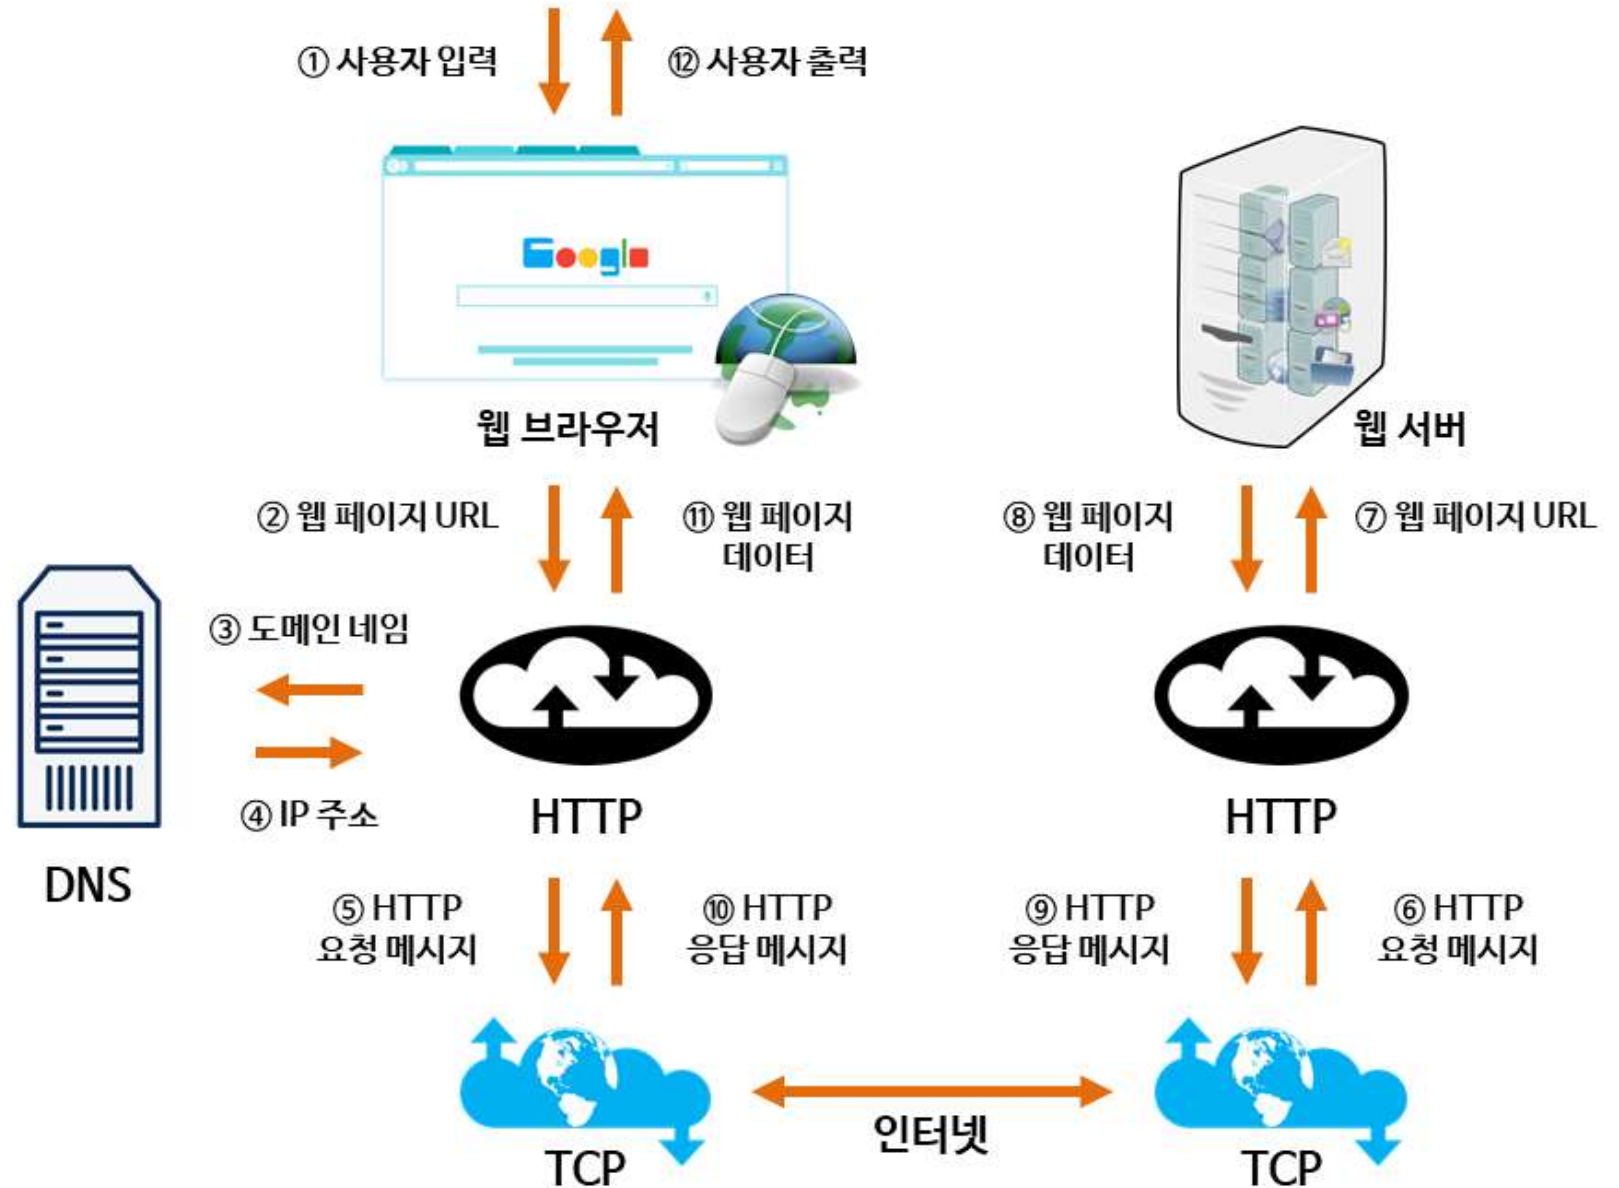 ① 사용자 입력
⑫ 사용자 출력
Google
웹 브라우저
웹 서버
② 웹 페이지 URL
⑪ 웹 페이지
데이터
⑧ 웹 페이지
데이터
⑦ 웹 페이지 URL
③ 도메인 네임
④ IP 주소
DNS
HTTP
HTTP
⑤ HTTP
요청 메시지
⑩ HTTP
응답 메시지
⑨ HTTP
응답 메시지
⑥ HTTP
요청 메시지
인터넷
TCP
TCP